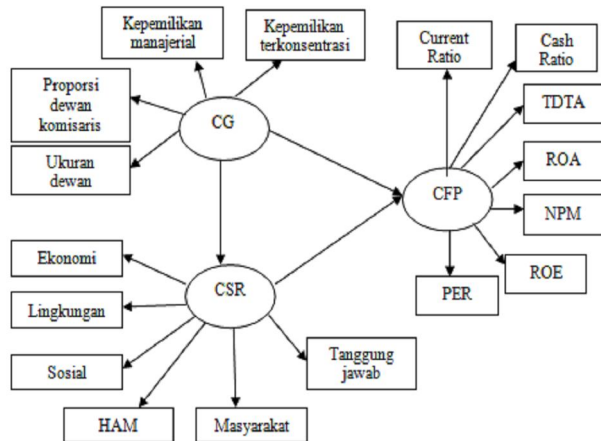 Kepemilikan
manajerial
Kepemilikan
terkonsentrasi
Current
Ratio
Cash
Ratio
Proporsi
dewan
komisaris
CG
TDTA
Ukuran
dewan
ROA
CFP
NPM
Ekonomi
ROE
CSR
PER
Lingkungan
Tanggung
jawab
Sosial
HAM
Masyarakat